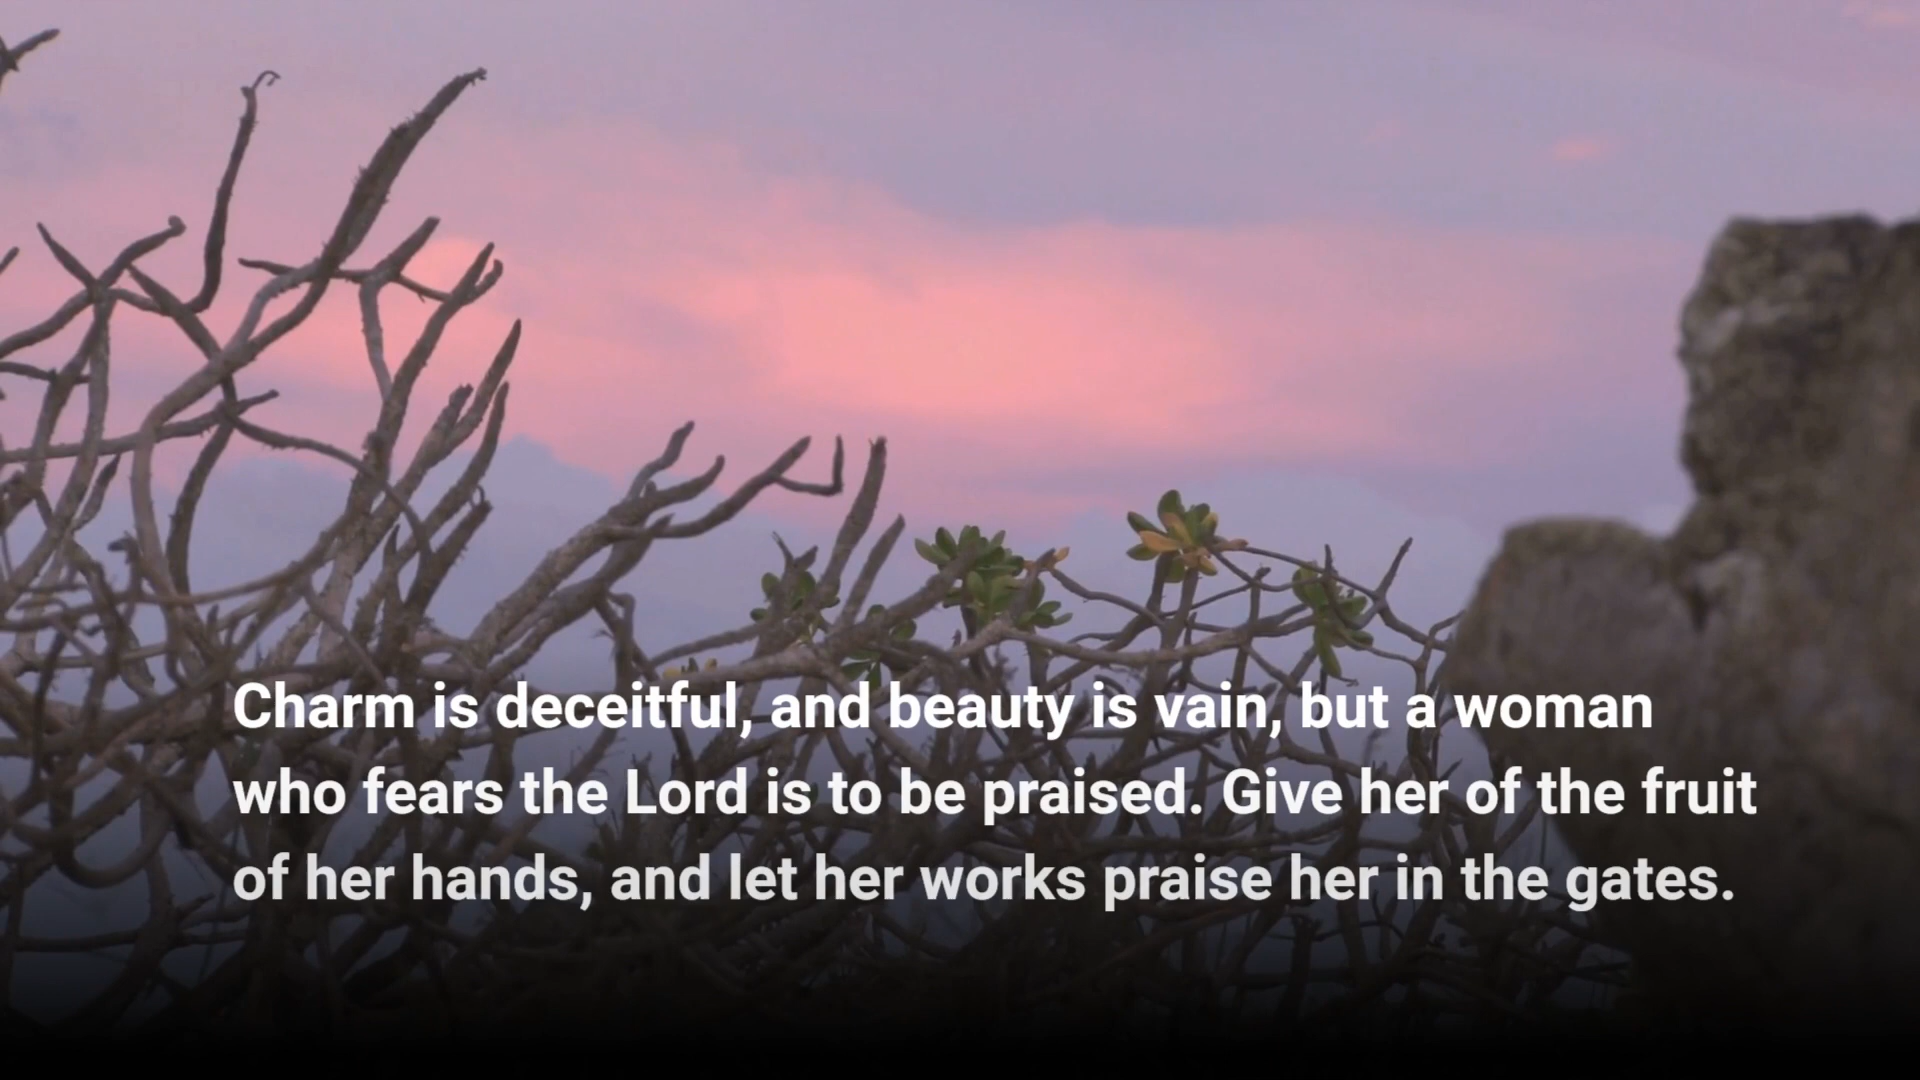 Charm is deceitful, and beauty is vain, but a woman
who fears the Lord is to be praised. Give her of the fruit
of her hands, and let her works praise her in the gates.